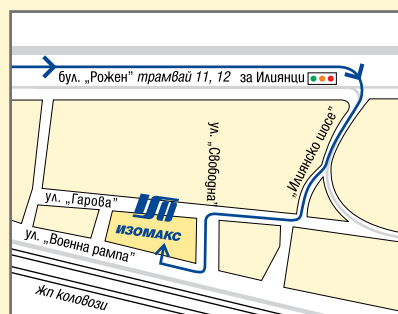 бул. „Рожен” трамвай 11, 12 за Илиянци
ул. „Свободна”
„Илиянско шосе”
ул. „Гарова”
ИЗОМАКС
ул. „Военна рампа”
жп коловози